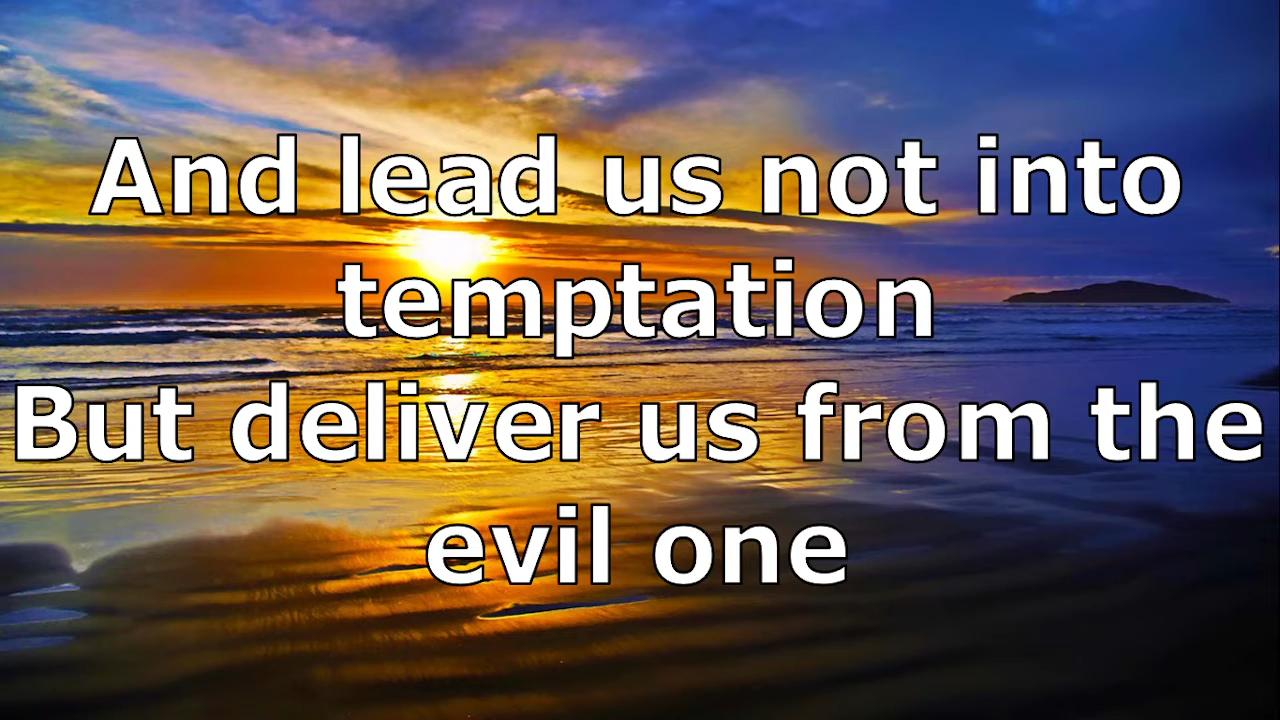 And lead us not into
temptation
But deliver us from the
evil one